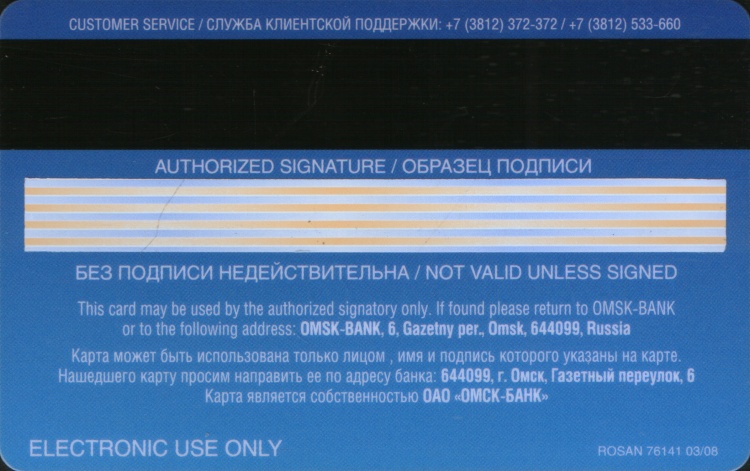 CUSTOMER SERVICE / СЛУЖБА КЛИЕНТСКОЙ ПОДДЕРЖКИ: +7 (3812) 372-372 / +7 (3812) 533-660
AUTHORIZED SIGNATURE / ОБРАЗЕЦ ПОДПИСИ
БЕЗ ПОДПИСИ НЕДЕЙСТВИТЕЛЬНА / NOT VALID UNLESS SIGNED
This card may be used by the authorized signatory only. If found please return to OMSK-BANK
or to the following address: OMSK-BANK, 6, Gazetny per., Omsk, 644099, Russia
Карта может быть использована только лицом , имя и подпись которого указаны на карте.
Нашедшего карту просим направить ее по адресу банка: 644099, г. Омск, Газетный переулок, 6
Карта является собственностью ОАО «ОМСК-БАНК»
ELECTRONIC USE ONLY
ROSAN 76141 03/08